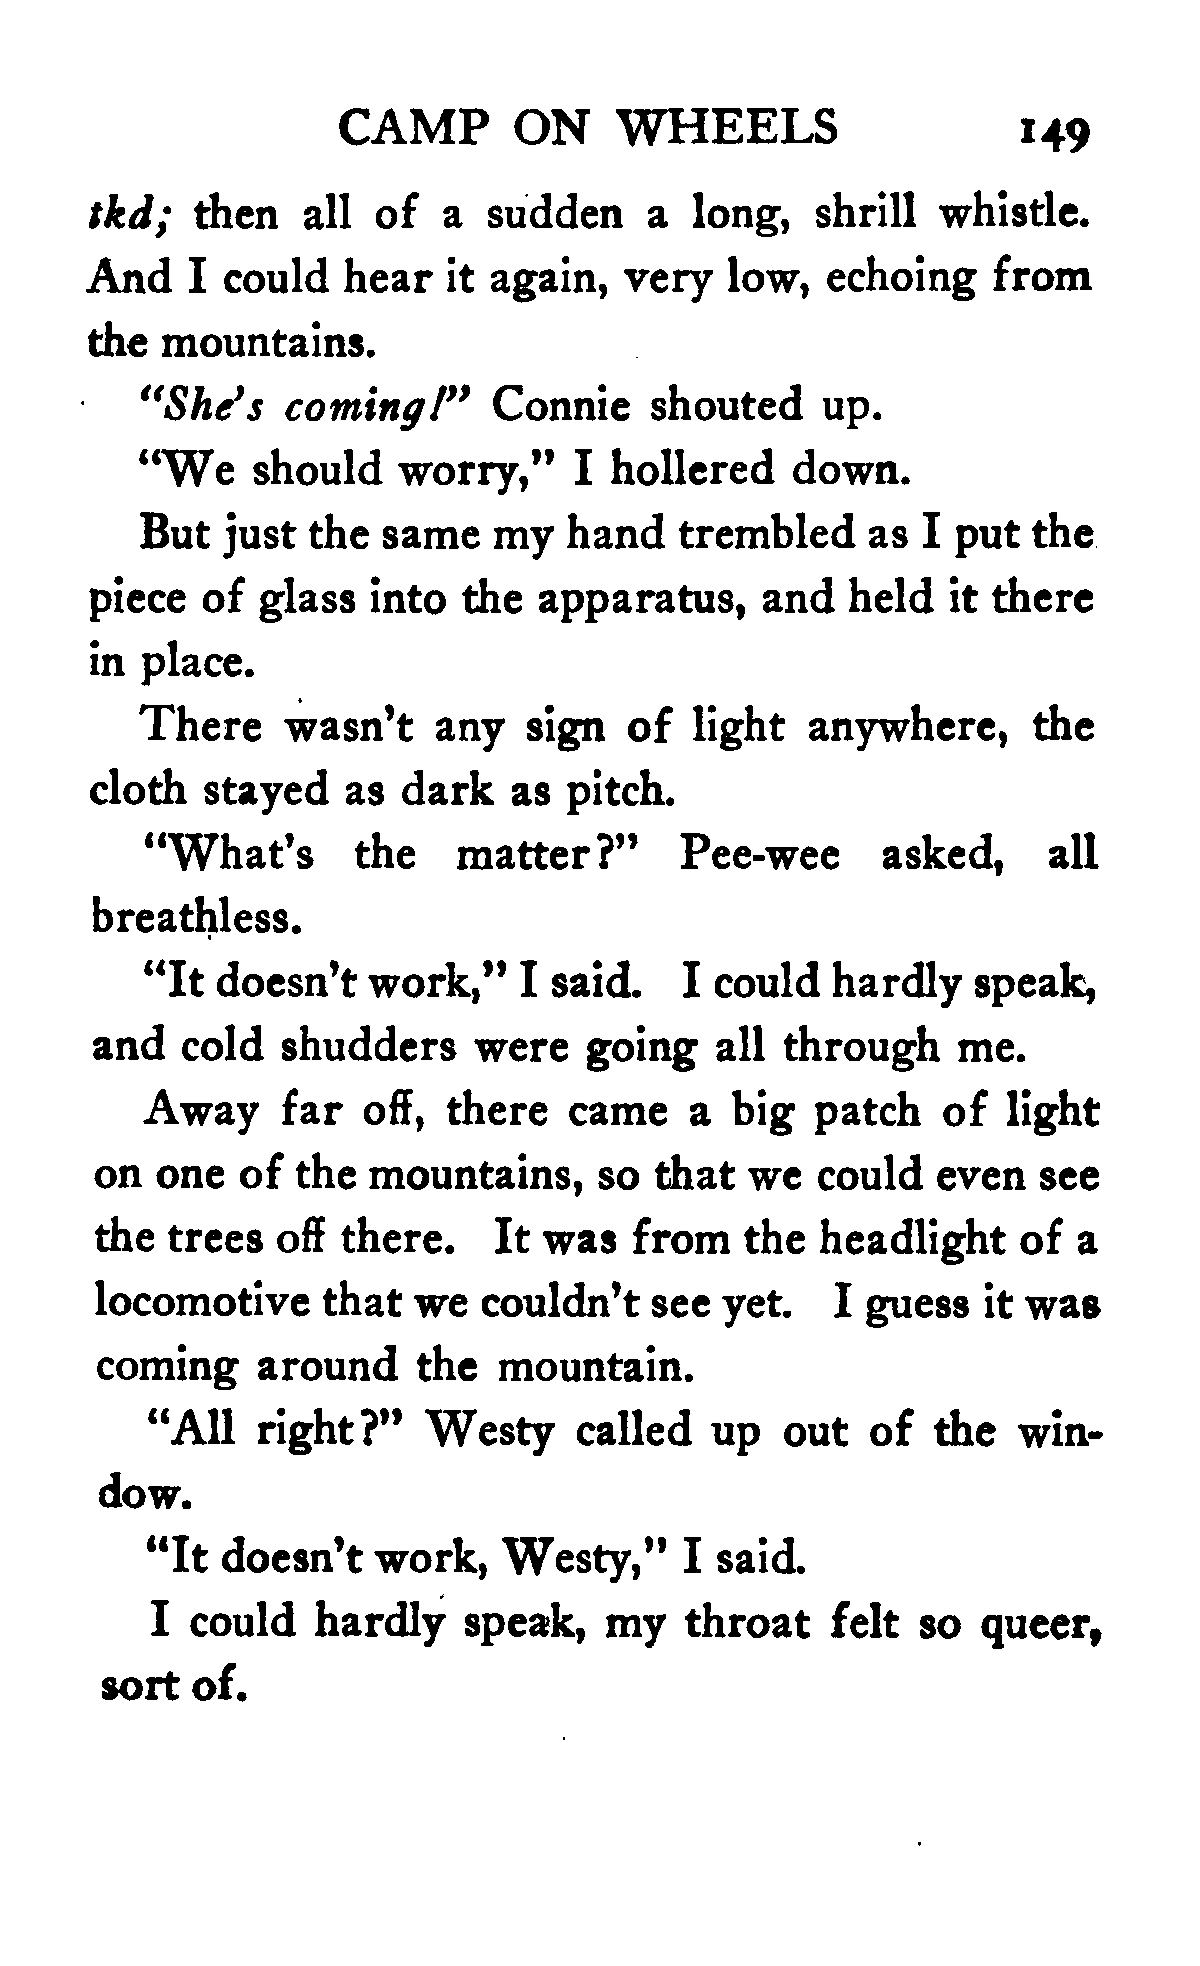 CAMP ON WHEELS 149
tkd; then all of a sudden a long, shrill whistle.
And I could hear it again, very low, echoing from
the mountains.
"She's coming!" Connie shouted up.
"We should worry," I hollered down.
But just the same my hand trembled as I put the
piece of glass into the apparatus, and held it there
in place.
There wasn't any sign of light anywhere, the
cloth stayed as dark as pitch.
"What's the matter?" Pee-wee asked, all
breathless.
"It doesn't work," I said. I could hardly speak,
and cold shudders were going all through me.
Away far off, there came a big patch of light
on one of the mountains, so that we could even see
the trees off there. It was from the headlight of a
locomotive that we couldn't see yet. I guess it was
coming around the mountain.
"All right?" Westy called up out of the win-
dow.
"It doesn't work, Westy," I said.
I could hardly speak, my throat felt so queer,
sort of.